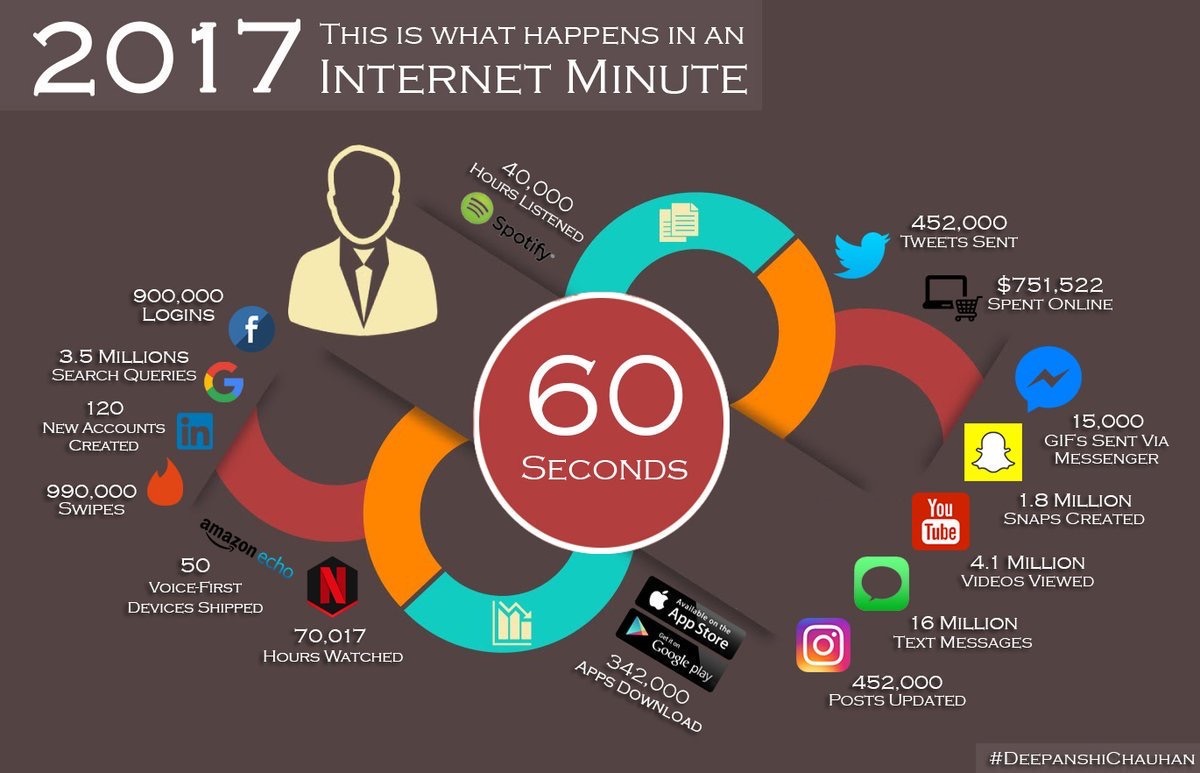 2017
THIS IS WHAT HAPPENS IN AN
INTERNET MINUTE
40,000
HOURS LISTENED
Spotify®
452,000
TWEETS SENT
$751,522
SPENT ONLINE
900,000
LOGINS
f
3.5 MILLIONS
SEARCH QUERIES
G
120
NEW ACCOUNTS
CREATED
in
990,000
SWIPES
60
SECONDS
15,000
GIF's SENT VIA
MESSENGER
1.8 MILLION
SNAPS CREATED
You
Tube
4.1 MILLION
VIDEOS VIEWED
amazon echo
50
VOICE-FIRST
DEVICES SHIPPED
N
70,017
HOURS WATCHED
Available on the
App Store
Get it on
Google play
342,000
APPS DOWNLOAD
16 MILLION
TEXT MESSAGES
452,000
POSTS UPDATED
#DEEPANSHICHAUHAN